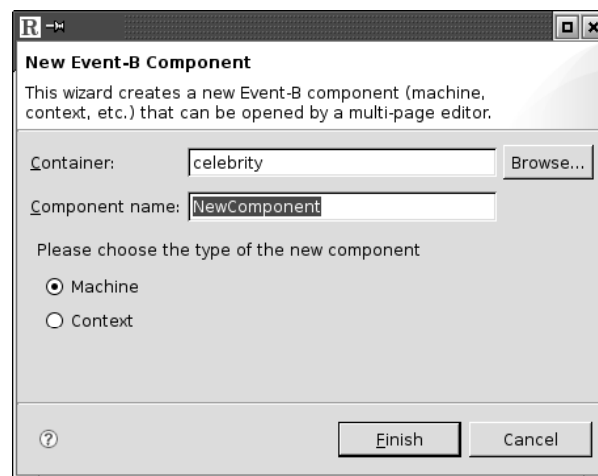 R
New Event-B Component
This wizard creates a new Event-B component (machine,
context, etc.) that can be opened by a multi-page editor.
Container: celebrity Browse...
Component name: NewComponent
Please choose the type of the new component
Machine
Context
? Finish Cancel